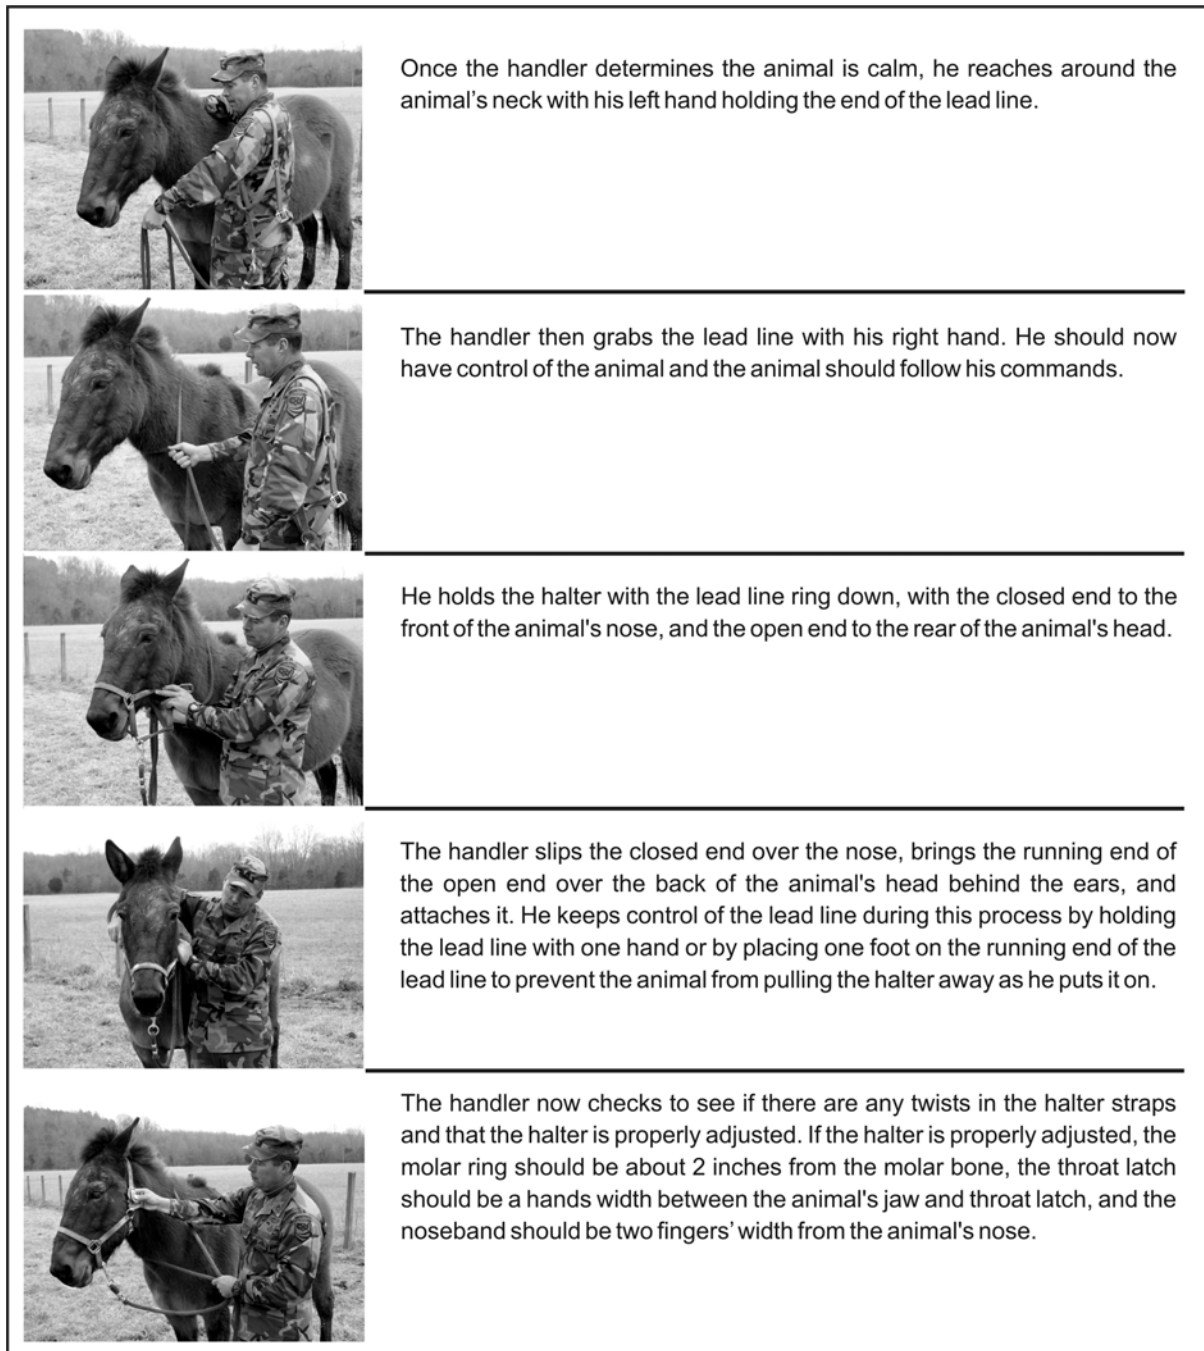 Once the handler determines the animal is calm, he reaches around the
animal's neck with his left hand holding the end of the lead line.
The handler then grabs the lead line with his right hand. He should now
have control of the animal and the animal should follow his commands.
He holds the halter with the lead line ring down, with the closed end to the
front of the animal's nose, and the open end to the rear of the animal's head.
The handler slips the closed end over the nose, brings the running end of
the open end over the back of the animal's head behind the ears, and
attaches it. He keeps control of the lead line during this process by holding
the lead line with one hand or by placing one foot on the running end of the
lead line to prevent the animal from pulling the halter away as he puts it on.
The handler now checks to see if there are any twists in the halter straps
and that the halter is properly adjusted. If the halter is properly adjusted, the
molar ring should be about 2 inches from the molar bone, the throat latch
should be a hands width between the animal's jaw and throat latch, and the
noseband should be two fingers' width from the animal's nose.